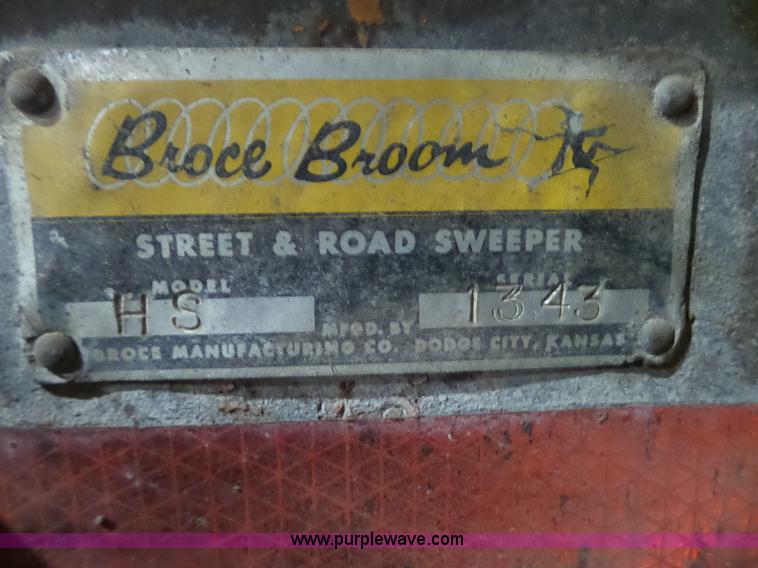 Broce Broom
STREET & ROAD SWEEPER
MODEL SERIAL
HS 1343
MFGD. BY
BROCE MANUFACTURING CO. DODGE CITY, KANSAS
www.purplewave.com